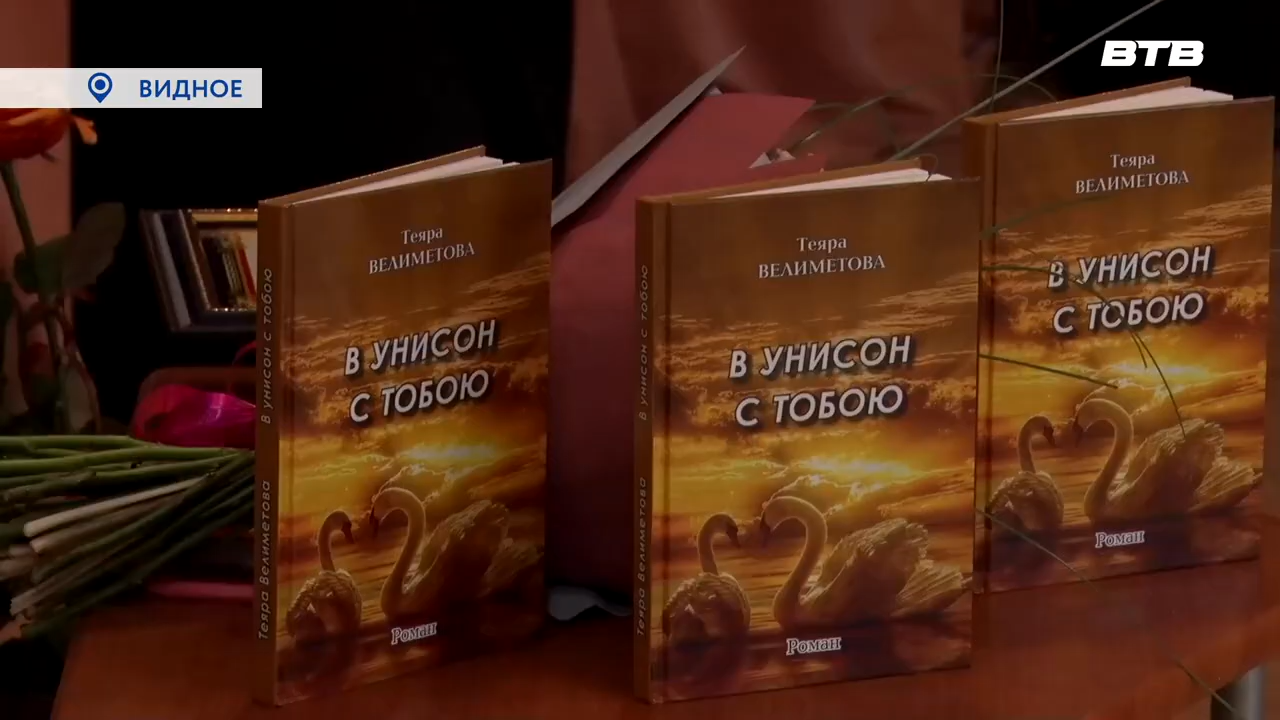 ВТВ
ВИДНОЕ
Теяра
ВЕЛИМЕТОВА
В УНИСОН
С ТОБОЮ
Роман
Теяра Велиметова В унисон с тобою
Теяра
ВЕЛИМЕТОВА
В УНИСОН
С ТОБОЮ
Роман
Теяра Велиметова В унисон с тобою
Теяра
ВЕЛИМЕТОВА
В УНИСОН
С ТОБОЮ
Роман